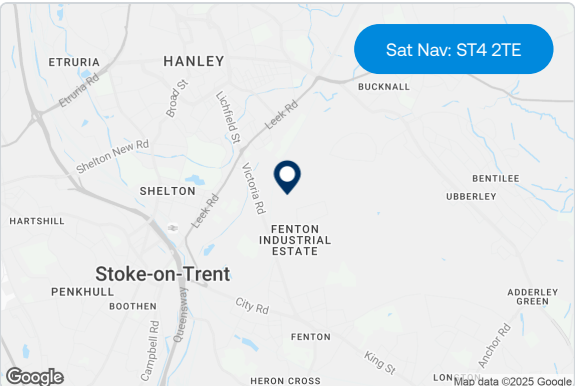 ETRURIA
HANLEY
Sat Nav: ST4 2TE
Etruria Rd
Broad St
Lichfield St
Leek Rd
BUCKNALL
Shelton New Rd
SHELTON
Victoria Rd
Leek Rd
BENTILEE
UBBERLEY
HARTSHILL
FENTON
INDUSTRIAL
ESTATE
Stoke-on-Trent
PENKHULL
BOOTHEN
Queensway
City Rd
ADDERLEY
GREEN
Campbell Rd
FENTON
King St
Anchor Rd
Google
HERON CROSS
Map data ©2025 Google